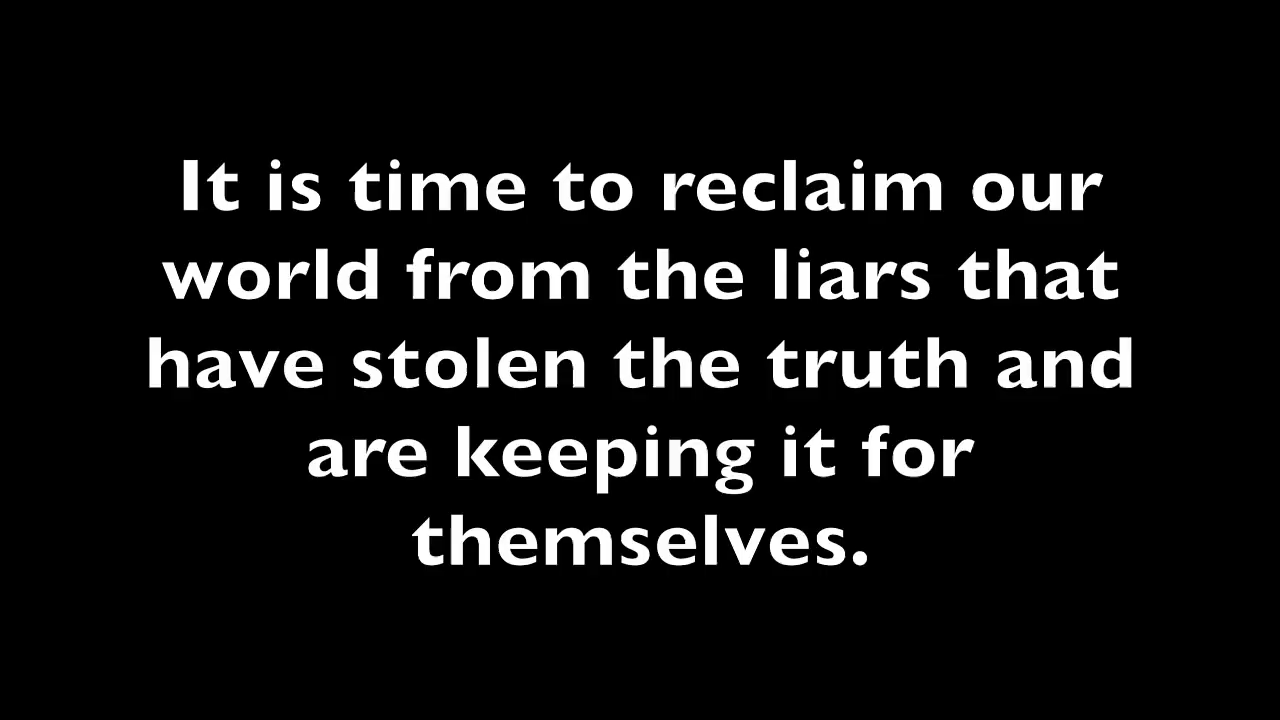 It is time to reclaim our
world from the liars that
have stolen the truth and
are keeping it for
themselves.